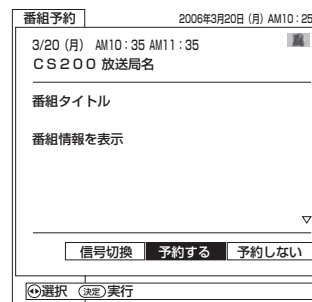 番組予約 2006年3月20日 (月) AM10：25
3/20 (月) AM10：35 AM11：35
CS200 放送局名
番組タイトル
番組情報を表示
信号切換 予約する 予約しない
選択 決定 実行